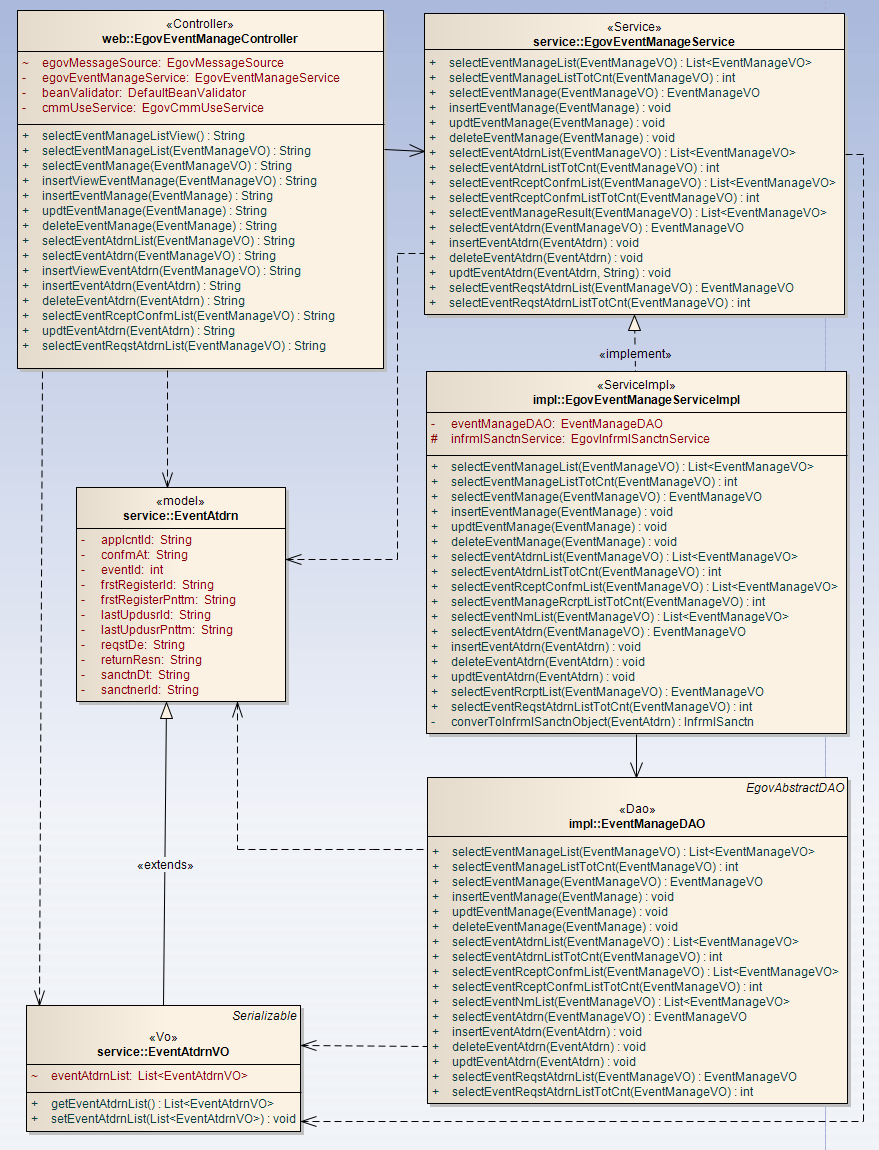 «Controller»
web::EgovEventManageController
~ egovMessageSource: EgovMessageSource
- egovEventManageService: EgovEventManageService
- beanValidator: DefaultBeanValidator
- cmmUseService: EgovCmmUseService
+ selectEventManageListView() : String
+ selectEventManageList(EventManageVO) : String
+ selectEventManage(EventManageVO) : String
+ insertViewEventManage(EventManageVO) : String
+ insertEventManage(EventManage) : String
+ updtEventManage(EventManage) : String
+ deleteEventManage(EventManage) : String
+ selectEventAtdrnList(EventManageVO) : String
+ selectEventAtdrn(EventManageVO) : String
+ insertViewEventAtdrn(EventManageVO) : String
+ insertEventAtdrn(EventAtdrn) : String
+ deleteEventAtdrn(EventAtdrn) : String
+ selectEventRceptConfmList(EventManageVO) : String
+ updtEventAtdrn(EventAtdrn) : String
+ selectEventReqstAtdrnList(EventManageVO) : String
«Service»
service::EgovEventManageService
+ selectEventManageList(EventManageVO) : List<EventManageVO>
+ selectEventManageListTotCnt(EventManageVO) : int
+ selectEventManage(EventManageVO) : EventManageVO
+ insertEventManage(EventManage) : void
+ updtEventManage(EventManage) : void
+ deleteEventManage(EventManage) : void
+ selectEventAtdrnList(EventManageVO) : List<EventManageVO>
+ selectEventAtdrnListTotCnt(EventManageVO) : int
+ selectEventRceptConfmList(EventManageVO) : List<EventManageVO>
+ selectEventRceptConfmListTotCnt(EventManageVO) : int
+ selectEventManageResult(EventManageVO) : List<EventManageVO>
+ selectEventAtdrn(EventManageVO) : EventManageVO
+ insertEventAtdrn(EventAtdrn) : void
+ deleteEventAtdrn(EventAtdrn) : void
+ updtEventAtdrn(EventAtdrn, String) : void
+ selectEventReqstAtdrnList(EventManageVO) : EventManageVO
+ selectEventReqstAtdrnListTotCnt(EventManageVO) : int
«implement»
«ServiceImpl»
impl::EgovEventManageServiceImpl
- eventManageDAO: EventManageDAO
# infrmlSanctnService: EgovInfrmlSanctnService
+ selectEventManageList(EventManageVO) : List<EventManageVO>
+ selectEventManageListTotCnt(EventManageVO) : int
+ selectEventManage(EventManageVO) : EventManageVO
+ insertEventManage(EventManage) : void
+ updtEventManage(EventManage) : void
+ deleteEventManage(EventManage) : void
+ selectEventAtdrnList(EventManageVO) : List<EventManageVO>
+ selectEventAtdrnListTotCnt(EventManageVO) : int
+ selectEventRceptConfmList(EventManageVO) : List<EventManageVO>
+ selectEventManageRcrptListTotCnt(EventManageVO) : int
+ selectEventNmList(EventManageVO) : List<EventManageVO>
+ selectEventAtdrn(EventManageVO) : EventManageVO
+ insertEventAtdrn(EventAtdrn) : void
+ deleteEventAtdrn(EventAtdrn) : void
+ updtEventAtdrn(EventAtdrn) : void
+ selectEventRcrptList(EventManageVO) : EventManageVO
+ selectEventReqstAtdrnListTotCnt(EventManageVO) : int
- converToInfrmlSanctnObject(EventAtdrn) : InfrmlSanctn
«model»
service::EventAtdrn
- applcntId: String
- confmAt: String
- eventId: int
- frstRegisterId: String
- frstRegisterPnttm: String
- lastUpdusrId: String
- lastUpdusrPnttm: String
- reqstDe: String
- returnResn: String
- sanctnDt: String
- sanctnerId: String
«extends»
EgovAbstractDAO
«Dao»
impl::EventManageDAO
+ selectEventManageList(EventManageVO) : List<EventManageVO>
+ selectEventManageListTotCnt(EventManageVO) : int
+ selectEventManage(EventManageVO) : EventManageVO
+ insertEventManage(EventManage) : void
+ updtEventManage(EventManage) : void
+ deleteEventManage(EventManage) : void
+ selectEventAtdrnList(EventManageVO) : List<EventManageVO>
+ selectEventAtdrnListTotCnt(EventManageVO) : int
+ selectEventRceptConfmList(EventManageVO) : List<EventManageVO>
+ selectEventRceptConfmListTotCnt(EventManageVO) : int
+ selectEventNmList(EventManageVO) : List<EventManageVO>
+ selectEventAtdrn(EventManageVO) : EventManageVO
+ insertEventAtdrn(EventAtdrn) : void
+ deleteEventAtdrn(EventAtdrn) : void
+ updtEventAtdrn(EventAtdrn) : void
+ selectEventReqstAtdrnList(EventManageVO) : EventManageVO
+ selectEventReqstAtdrnListTotCnt(EventManageVO) : int
Serializable
«Vo»
service::EventAtdrnVO
~ eventAtdrnList: List<EventAtdrnVO>
+ getEventAtdrnList() : List<EventAtdrnVO>
+ setEventAtdrnList(List<EventAtdrnVO>) : void